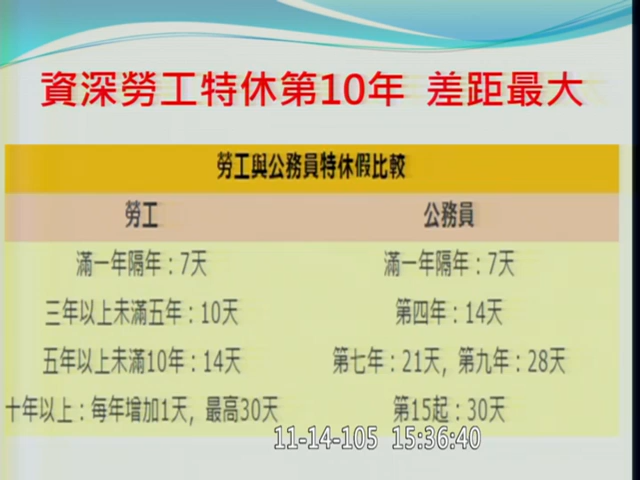 資深勞工特休第10年 差距最大
勞工與公務員特休假比較
勞工 公務員
滿一年隔年：7天 滿一年隔年：7天
三年以上未滿五年：10天 第四年：14天
五年以上未滿10年：14天 第七年：21天, 第九年：28天
十年以上：每年增加1天, 最高30天 第15起：30天
11-14-105 15:36:40